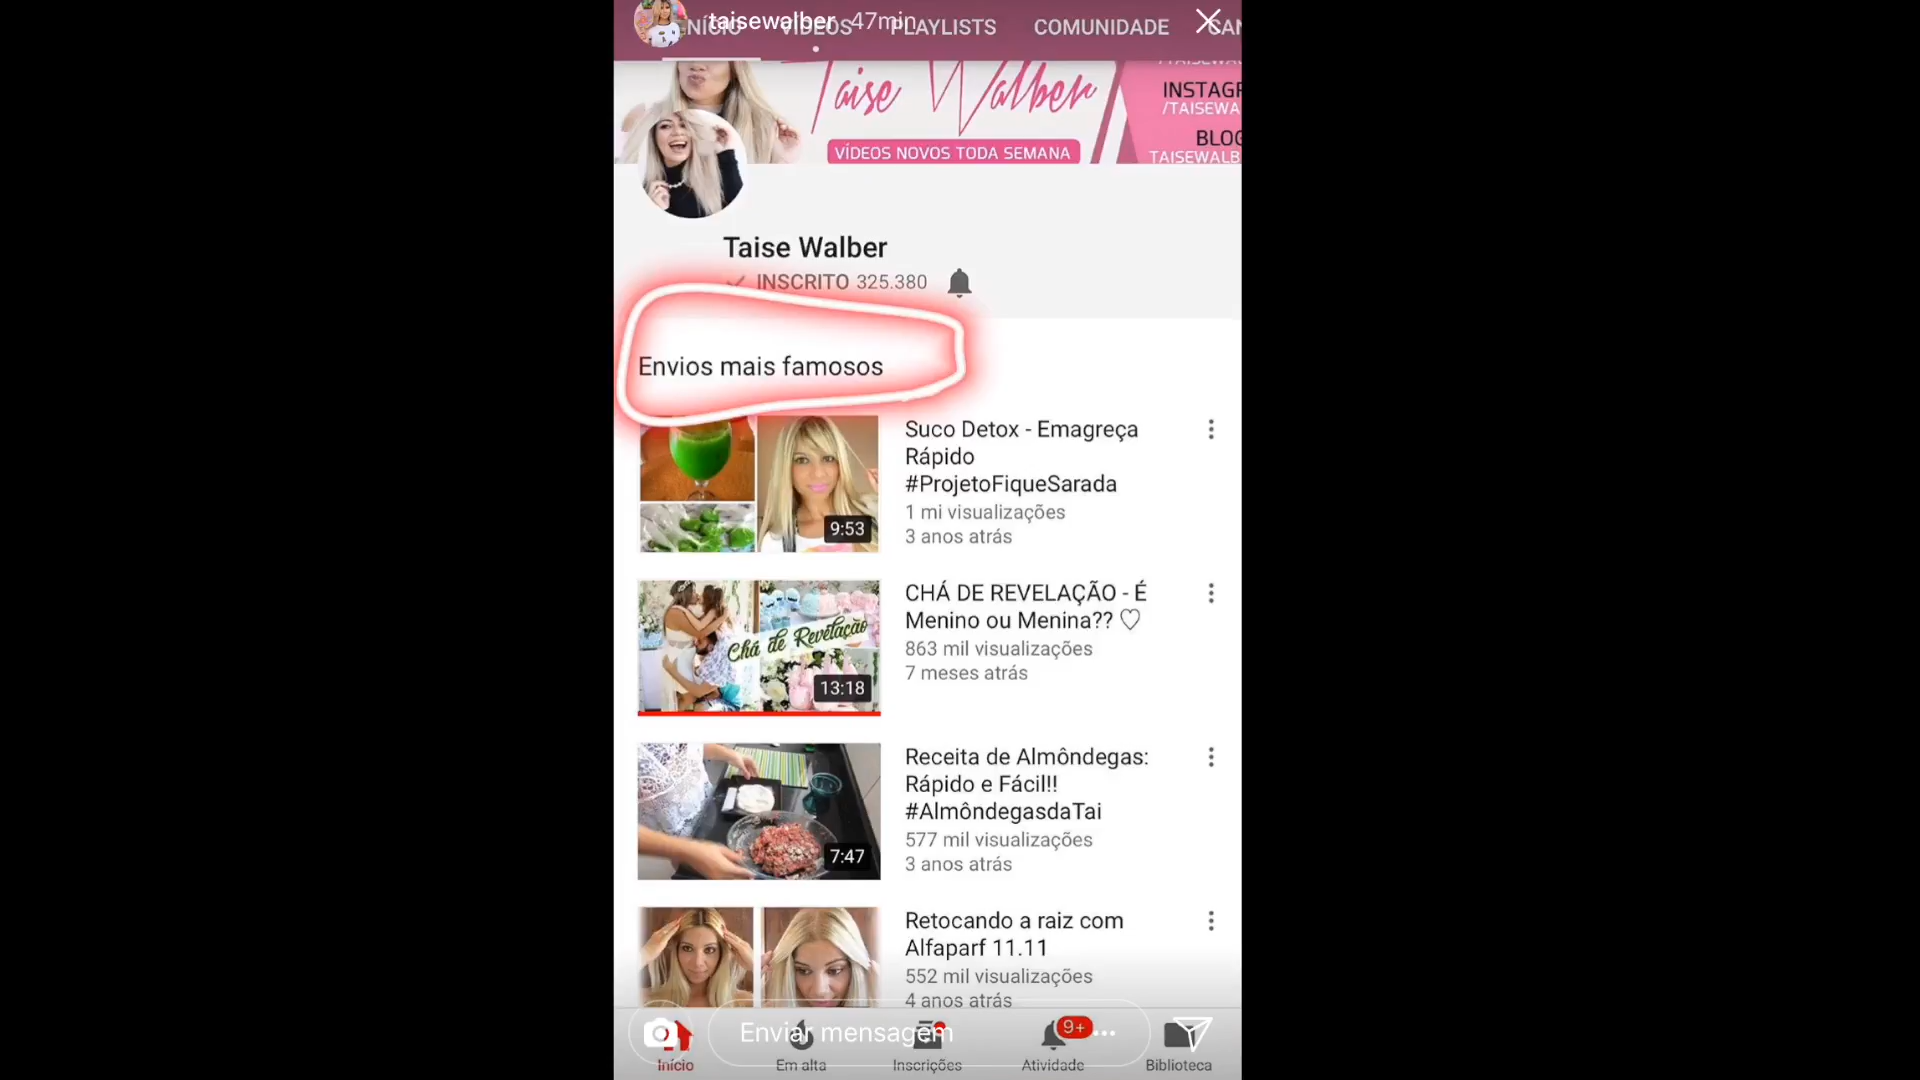 taisewalber 47min
INÍCIO VÍDEOS PLAYLISTS COMUNIDADE CAN
Taise Walber
VÍDEOS NOVOS TODA SEMANA
INSTAGR
/TAISEWA
BLOG
TAISEWALB
Taise Walber
INSCRITO 325.380
Envios mais famosos
Suco Detox - Emagreça
Rápido
#ProjetoFiqueSarada
1 mi visualizações
3 anos atrás
9:53
CHÁ DE REVELAÇÃO - É
Menino ou Menina?? ♡
863 mil visualizações
7 meses atrás
Chá de Revelação
13:18
Receita de Almôndegas:
Rápido e Fácil!!
#AlmôndegasdaTai
577 mil visualizações
3 anos atrás
7:47
Retocando a raiz com
Alfaparf 11.11
552 mil visualizações
4 anos atrás
Enviar mensagem
9+
Início Em alta Inscrições Atividade Biblioteca